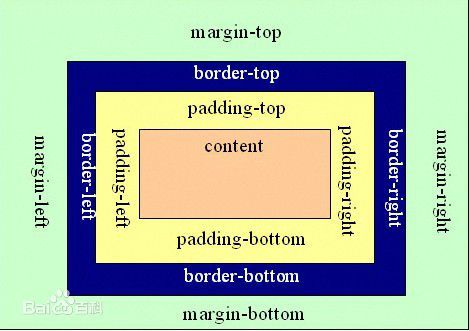 margin-top
border-top
padding-top
content
margin-left
border-left
padding-left
padding-right
border-right
margin-right
padding-bottom
border-bottom
margin-bottom
Bai百科